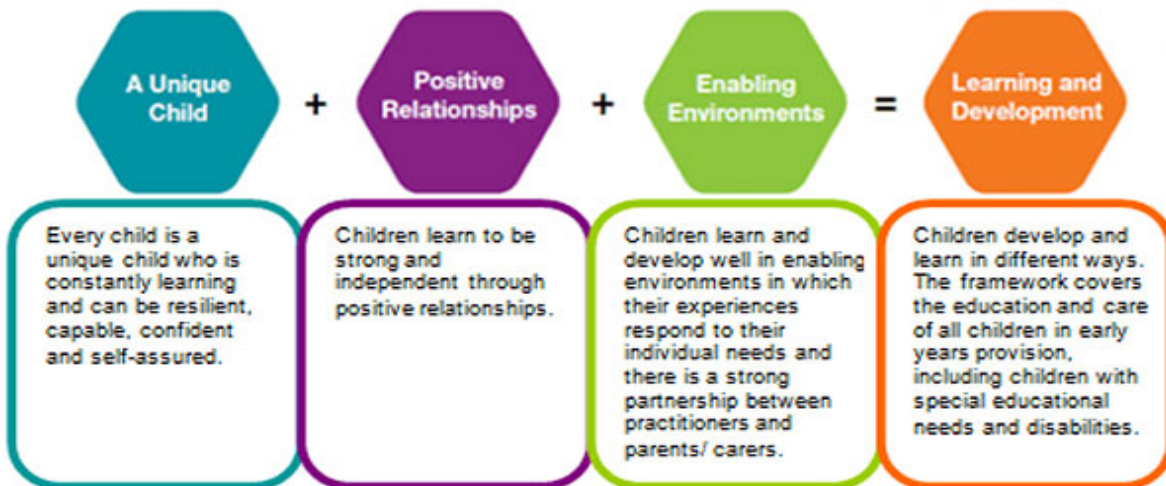 A Unique
Child
+
Positive
Relationships
+
Enabling
Environments
=
Learning and
Development
Every child is a
unique child who is
constantly learning
and can be resilient,
capable, confident
and self-assured.
Children learn to be
strong and
independent through
positive relationships.
Children learn and
develop well in enabling
environments in which
their experiences
respond to their
individual needs and
there is a strong
partnership between
practitioners and
parents/ carers.
Children develop and
learn in different ways.
The framework covers
the education and care
of all children in early
years provision,
including children with
special educational
needs and disabilities.